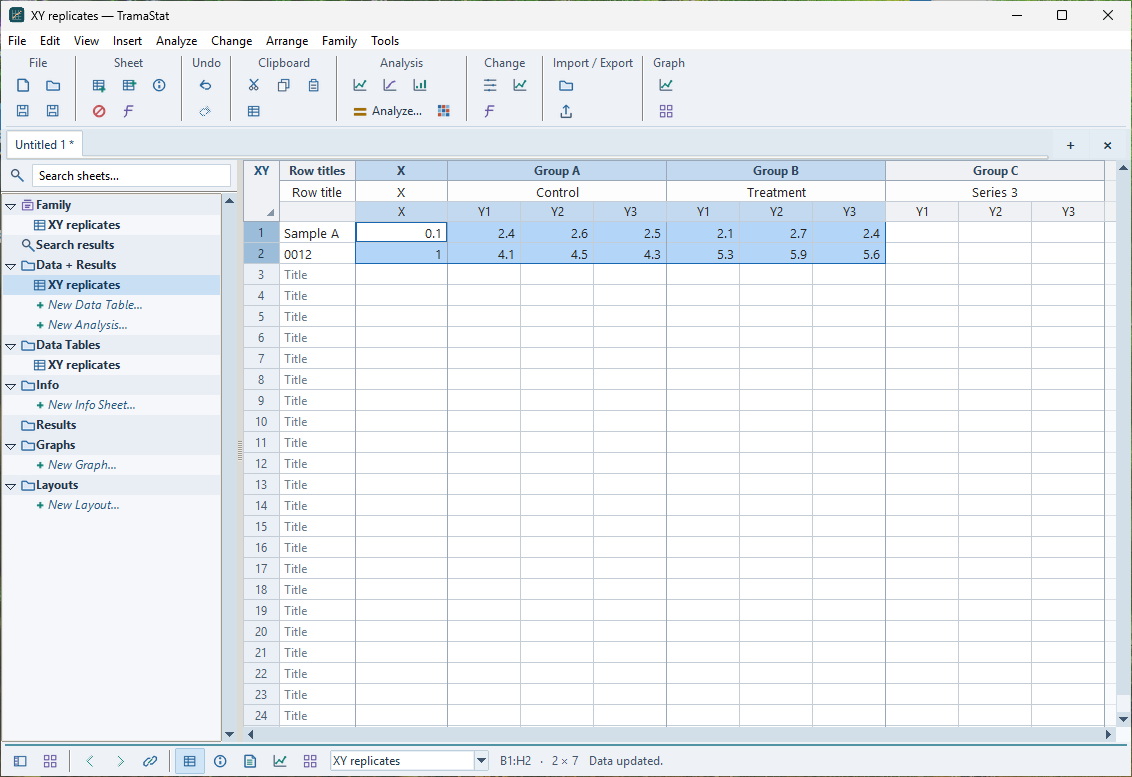 XY replicates — TramaStat
File Edit View Insert Analyze Change Arrange Family Tools
File Sheet Undo Clipboard Analysis Change Import / Export Graph
Analyze...
Untitled 1 *
Search sheets...
Family
XY replicates
Search results
Data + Results
XY replicates
+ New Data Table...
+ New Analysis...
Data Tables
XY replicates
Info
+ New Info Sheet...
Results
Graphs
+ New Graph...
Layouts
+ New Layout...
XY Row titles X Group A Group B Group C
Row title X Control Treatment Series 3
X Y1 Y2 Y3 Y1 Y2 Y3 Y1 Y2 Y3
1 Sample A 0.1 2.4 2.6 2.5 2.1 2.7 2.4
2 0012 1 4.1 4.5 4.3 5.3 5.9 5.6
3 Title
4 Title
5 Title
6 Title
7 Title
8 Title
9 Title
10 Title
11 Title
12 Title
13 Title
14 Title
15 Title
16 Title
17 Title
18 Title
19 Title
20 Title
21 Title
22 Title
23 Title
24 Title
XY replicates B1:H2 · 2 × 7 Data updated.